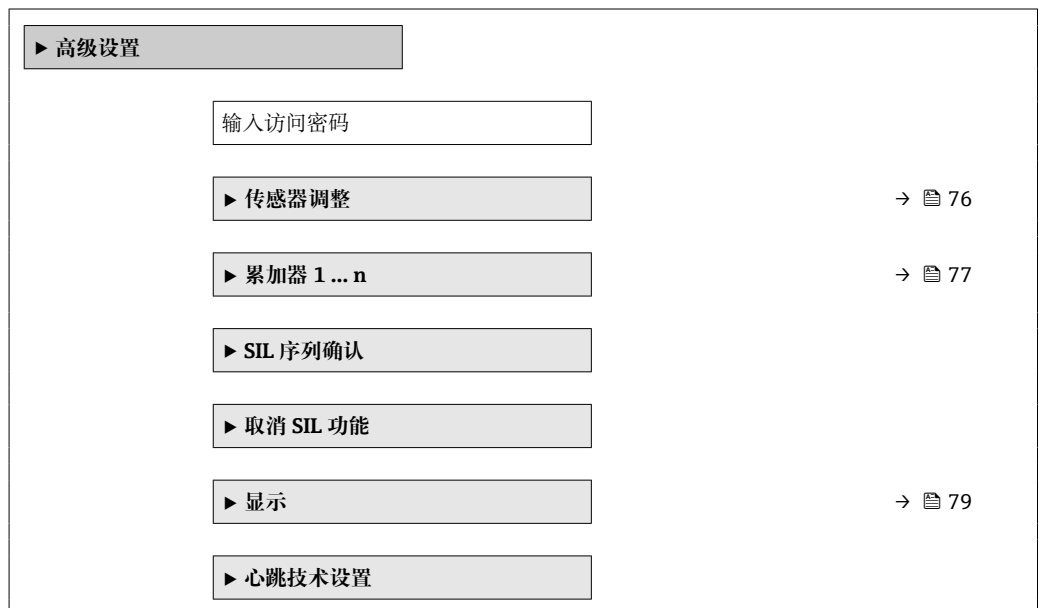 ▶ 高级设置
输入访问密码
▶ 传感器调整 → 76
▶ 累加器 1 … n → 77
▶ SIL 序列确认
▶ 取消 SIL 功能
▶ 显示 → 79
▶ 心跳技术设置